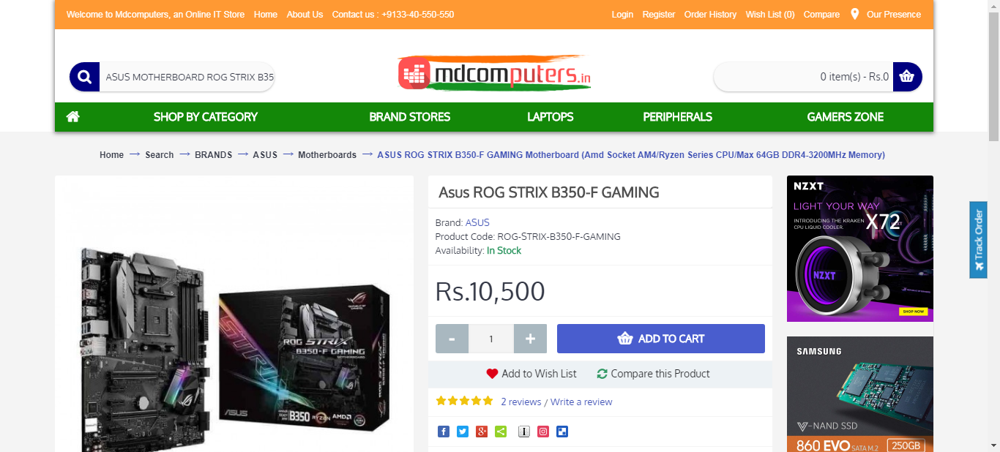 Welcome to Mdcomputers, an Online IT Store Home About Us Contact us : +9133-40-550-550
Login Register Order History Wish List (0) Compare Our Presence
ASUS MOTHERBOARD ROG STRIX B35
mdcomputers.in
0 item(s) - Rs.0
SHOP BY CATEGORY BRAND STORES LAPTOPS PERIPHERALS GAMERS ZONE
Home → Search → BRANDS → ASUS → Motherboards → ASUS ROG STRIX B350-F GAMING Motherboard (Amd Socket AM4/Ryzen Series CPU/Max 64GB DDR4-3200MHz Memory)
STRIX
ROG STRIX
B350-F GAMING
MOTHERBOARD
ASUS
B350
RYZEN
AMD
Asus ROG STRIX B350-F GAMING
Brand: ASUS
Product Code: ROG-STRIX-B350-F-GAMING
Availability: In Stock
Rs.10,500
- 1 +
ADD TO CART
Add to Wish List Compare this Product
2 reviews / Write a review
NZXT
LIGHT YOUR WAY
INTRODUCING THE KRAKEN
CPU LIQUID COOLER.
X72
NZXT
SHOP NOW
SAMSUNG
V-NAND SSD
860 EVO SATA M.2 250GB
Track Order